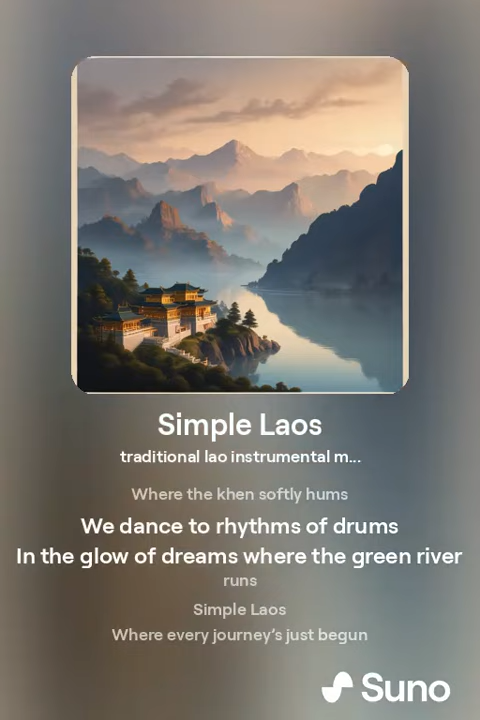 Simple Laos
traditional lao instrumental m...
Where the khen softly hums
We dance to rhythms of drums
In the glow of dreams where the green river
runs
Simple Laos
Where every journey's just begun
Suno